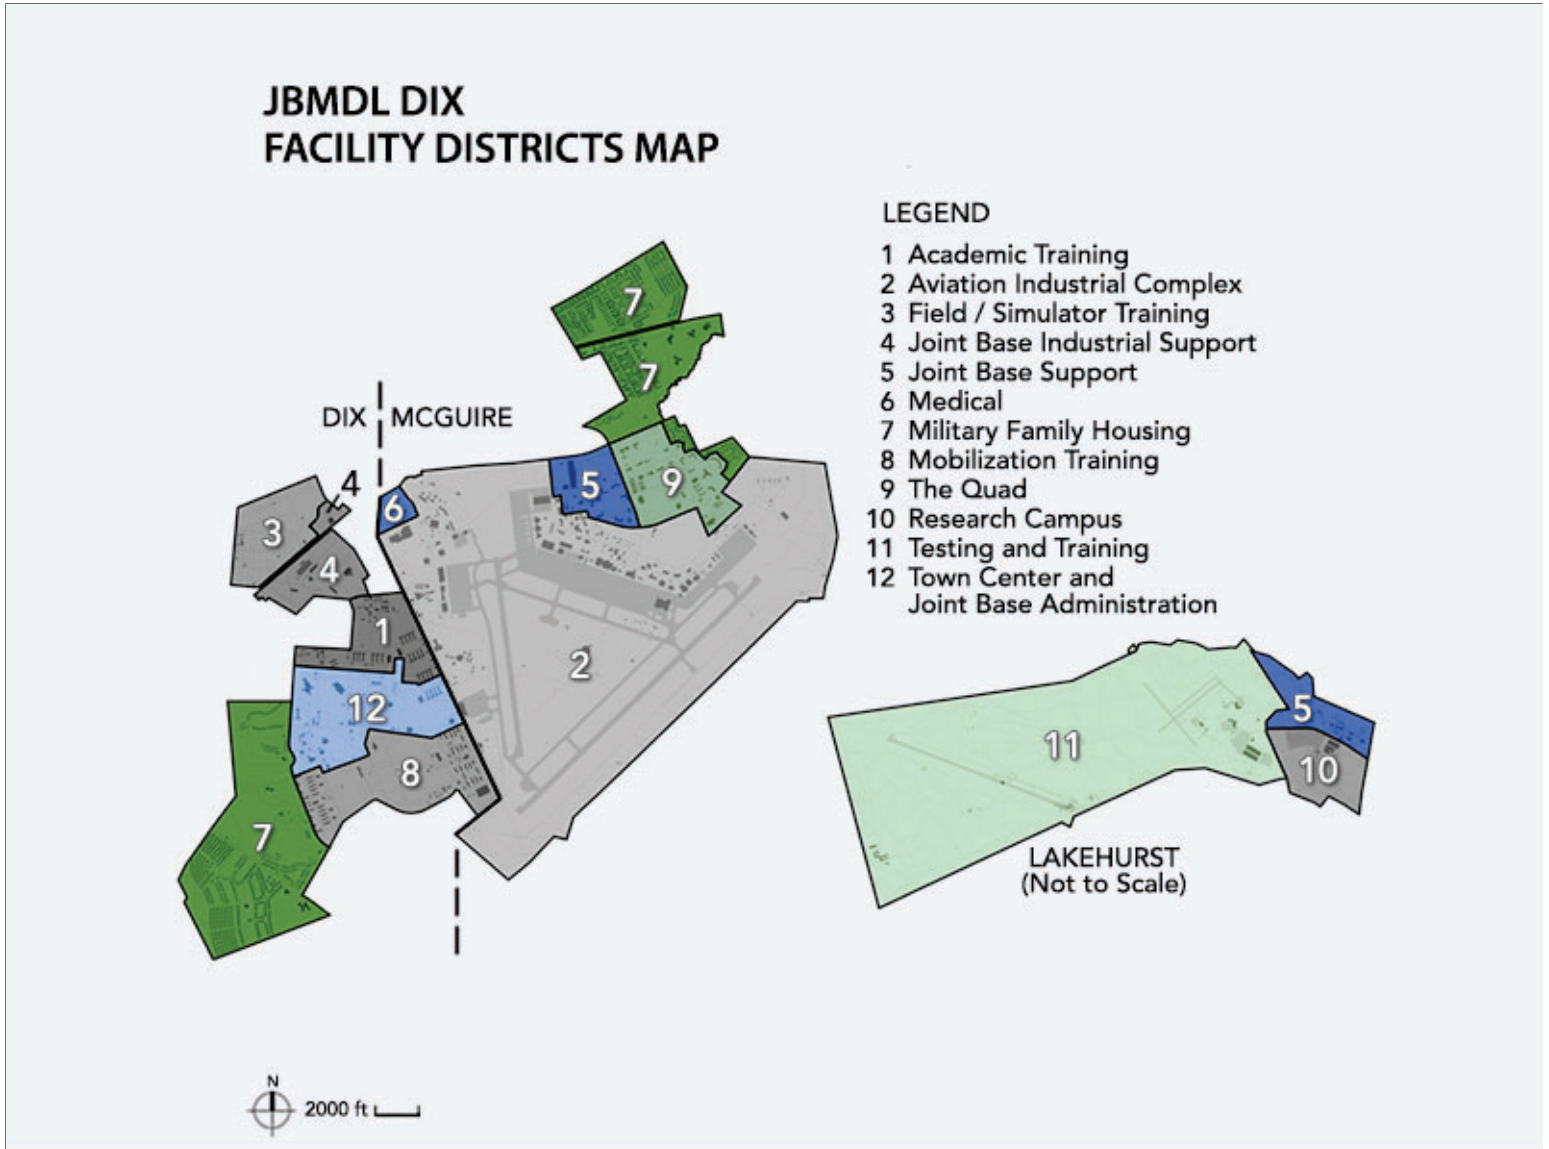 JBMDL DIX
FACILITY DISTRICTS MAP
LEGEND
1 Academic Training
2 Aviation Industrial Complex
3 Field / Simulator Training
4 Joint Base Industrial Support
5 Joint Base Support
6 Medical
7 Military Family Housing
8 Mobilization Training
9 The Quad
10 Research Campus
11 Testing and Training
12 Town Center and
Joint Base Administration
7
7
DIX MCGUIRE
4
5
9
6
3
4
1
2
12
8
7
5
11
10
LAKEHURST
(Not to Scale)
N
2000 ft